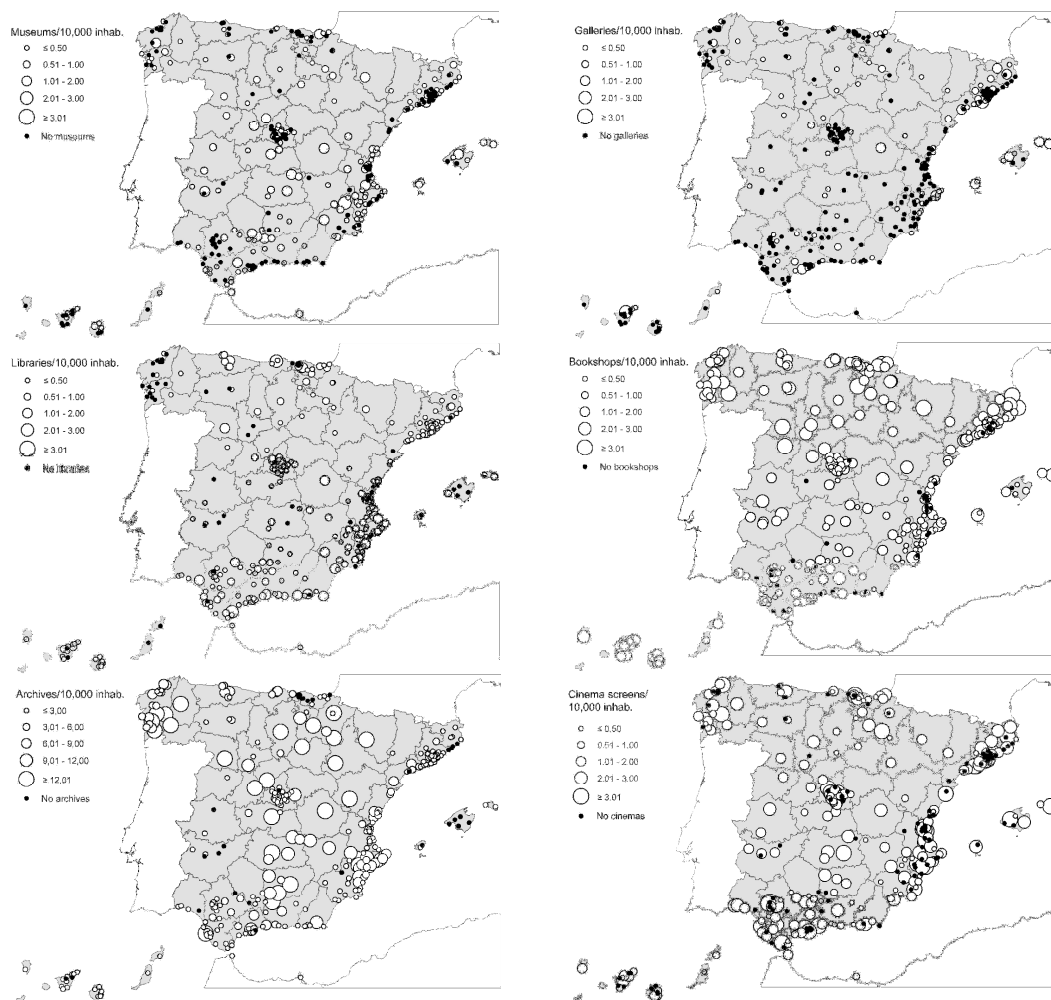 Museums/10,000 inhab.
≤ 0.50
0.51 - 1.00
1.01 - 2.00
2.01 - 3.00
≥ 3.01
No museums
Galleries/10,000 inhab.
≤ 0.50
0.51 - 1.00
1.01 - 2.00
2.01 - 3.00
≥ 3.01
No galleries
Libraries/10,000 inhab.
≤ 0.50
0.51 - 1.00
1.01 - 2.00
2.01 - 3.00
≥ 3.01
No libraries
Bookshops/10,000 inhab.
≤ 0.50
0.51 - 1.00
1.01 - 2.00
2.01 - 3.00
≥ 3.01
No bookshops
Archives/10,000 inhab.
≤ 3,00
3,01 - 6,00
6,01 - 9,00
9,01 - 12,00
≥ 12,01
No archives
Cinema screens/
10,000 inhab.
≤ 0.50
0.51 - 1.00
1.01 - 2.00
2.01 - 3.00
≥ 3.01
No cinemas